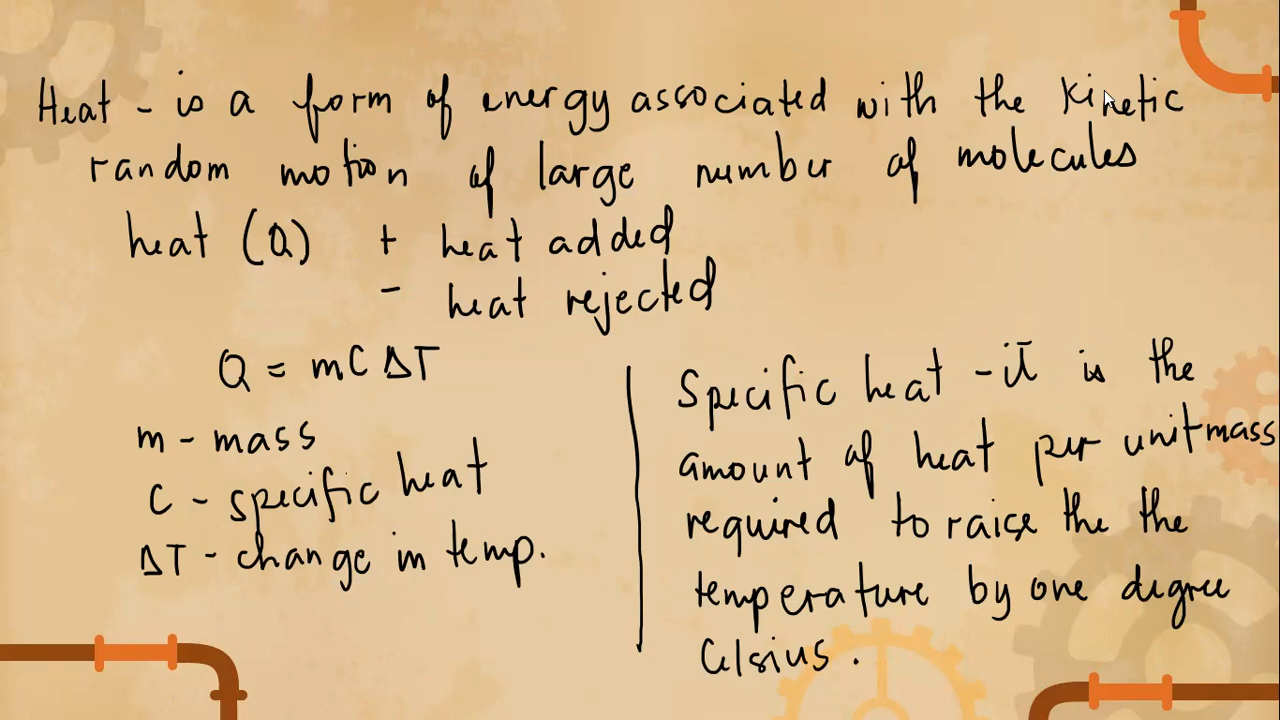 Heat - is a form of energy associated with the kinetic
random motion of large number of molecules
heat (Q) + heat added
- heat rejected
Q = mC ΔT
m - mass
C - specific heat
ΔT - change in temp.
Specific heat - it is the
amount of heat per unit mass
required to raise the the
temperature by one degree
Celsius.